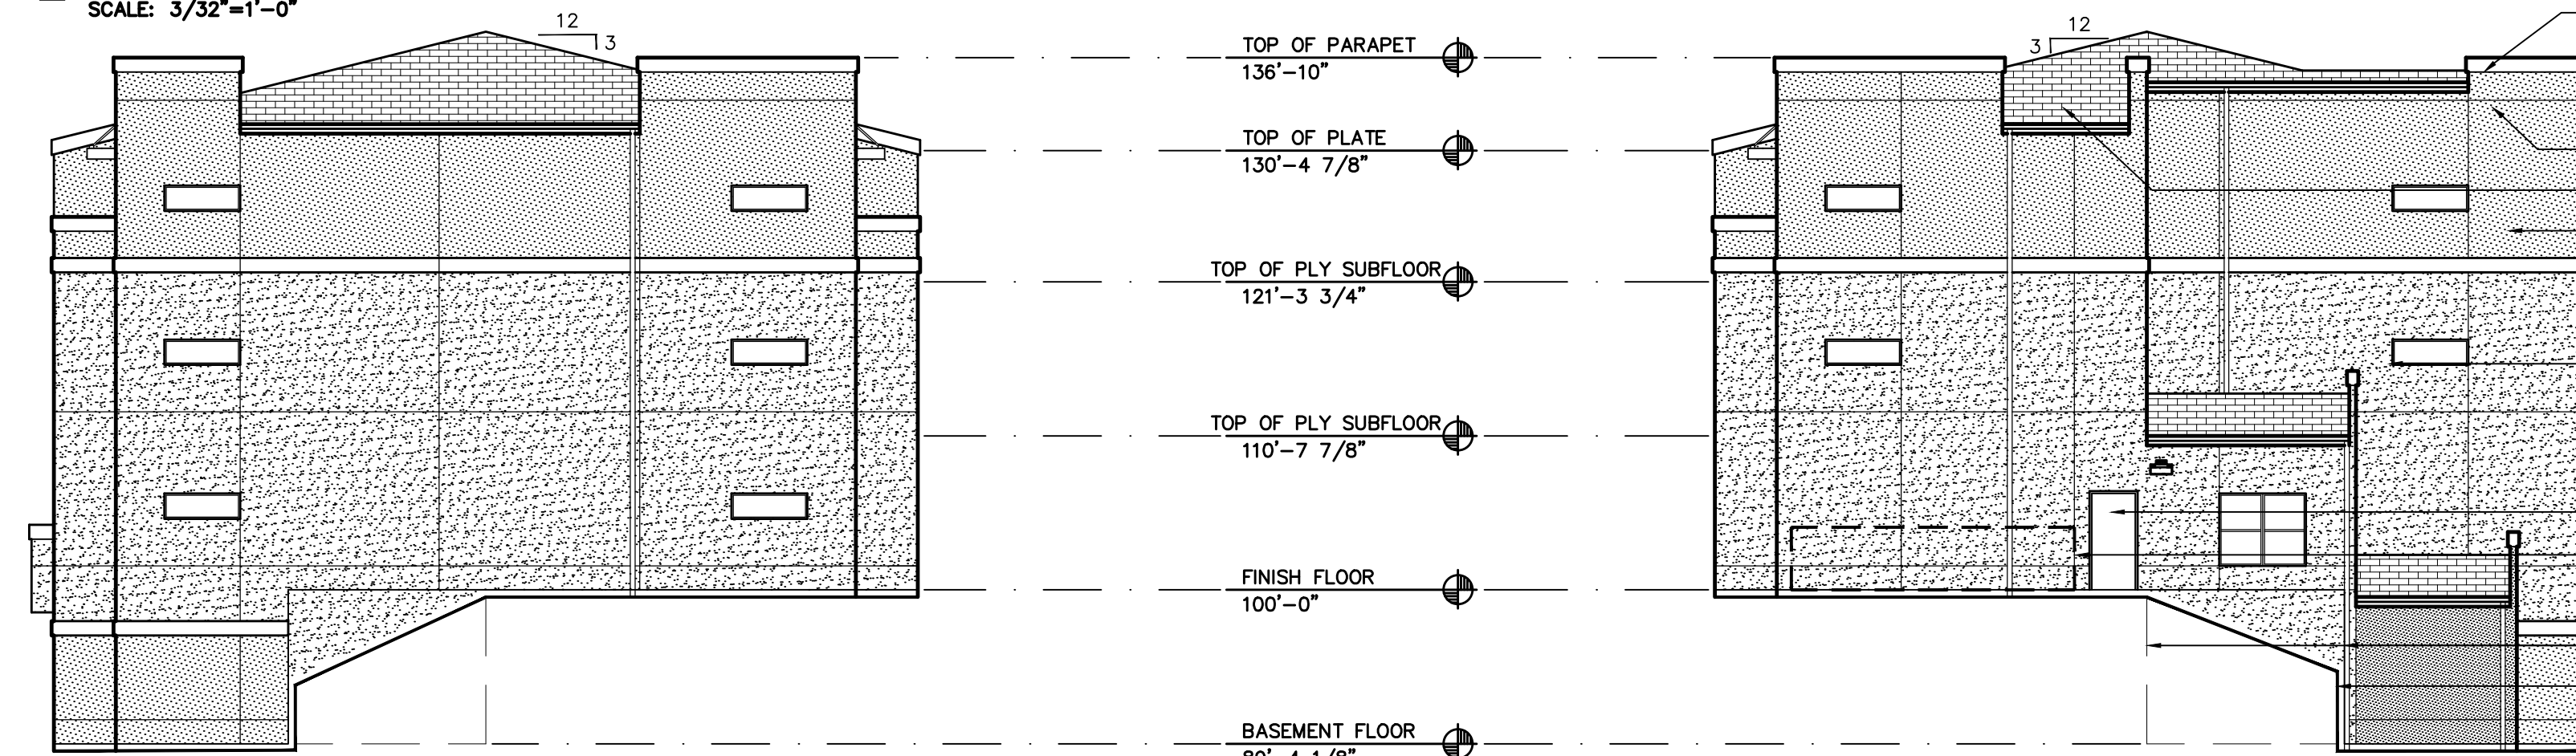 SCALE: 3/32"=1'-0"
12
3
TOP OF PARAPET
136'-10"
12
3
TOP OF PLATE
130'-4 7/8"
TOP OF PLY SUBFLOOR
121'-3 3/4"
TOP OF PLY SUBFLOOR
110'-7 7/8"
FINISH FLOOR
100'-0"
BASEMENT FLOOR